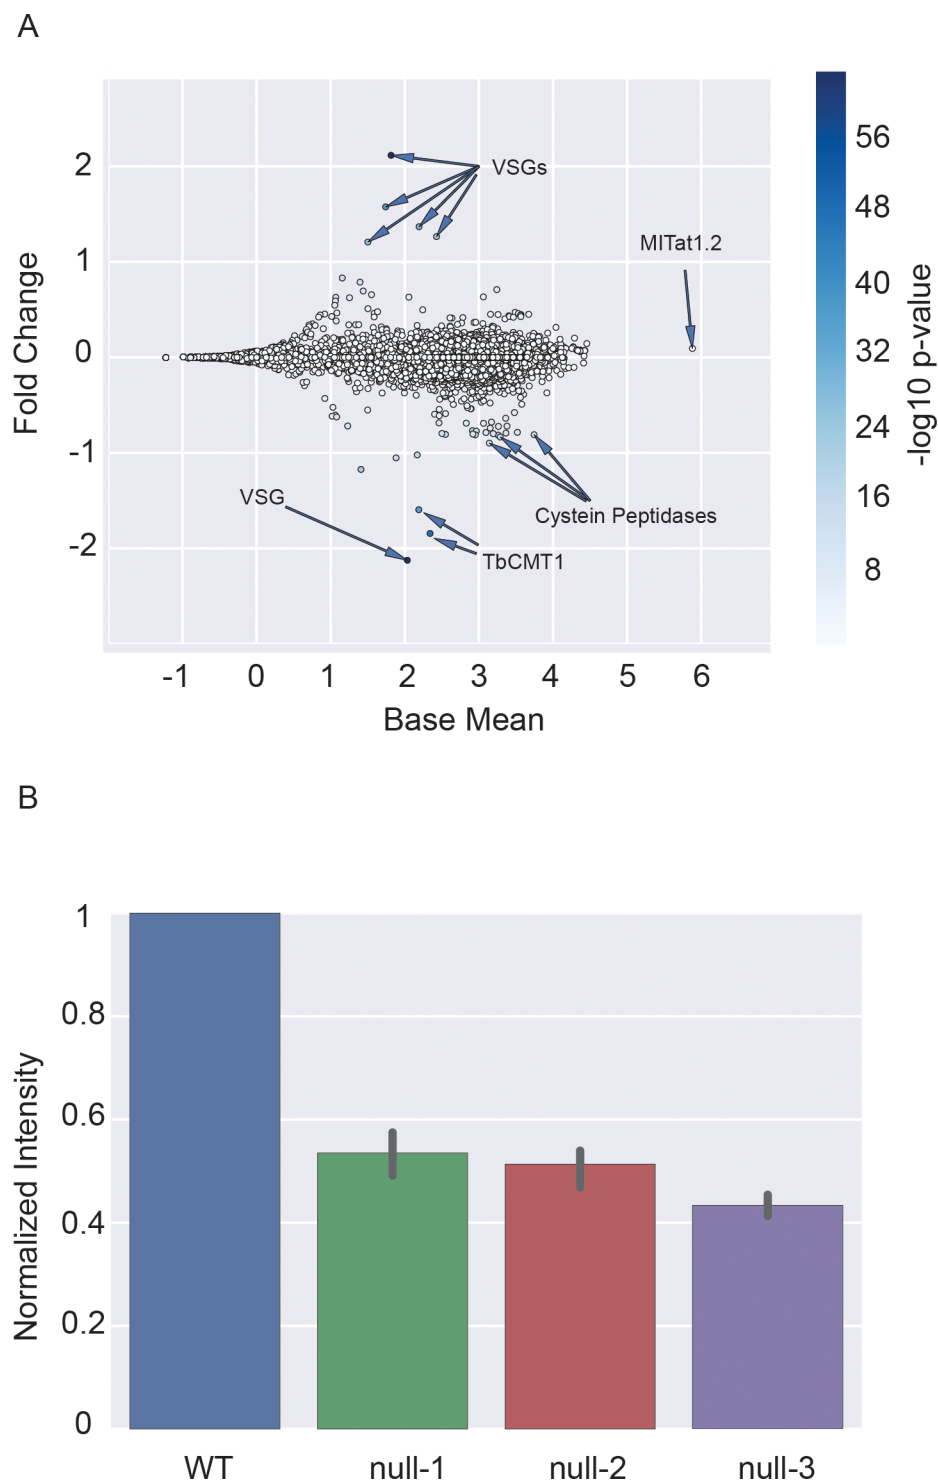 A
2
1
0
-1
-2
Fold Change
VSGs
MITat1.2
VSG
Cystein Peptidases
TbCMT1
-1 0 1 2 3 4 5 6
Base Mean
56
48
40
32
24
16
8
-log10 p-value
B
1
0.8
0.6
0.4
0.2
0
Normalized Intensity
WT null-1 null-2 null-3